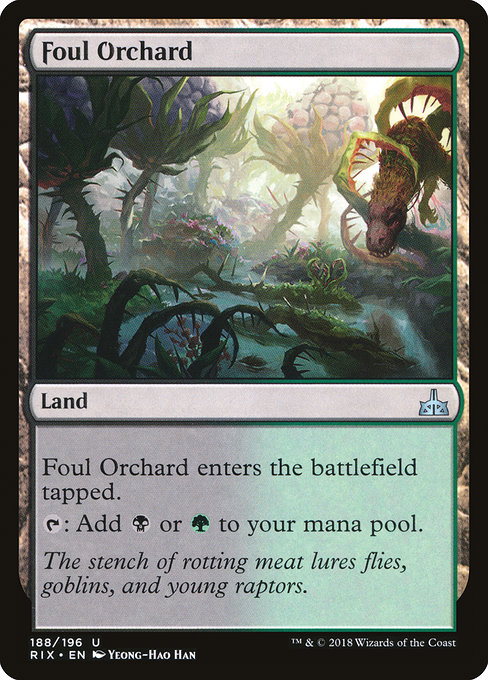 Foul Orchard
Land
Foul Orchard enters the battlefield
tapped.
: Add or to your mana pool.
The stench of rotting meat lures flies,
goblins, and young raptors.
188/196 U
RIX • EN Yeong-Hao Han
™ & © 2018 Wizards of the Coast